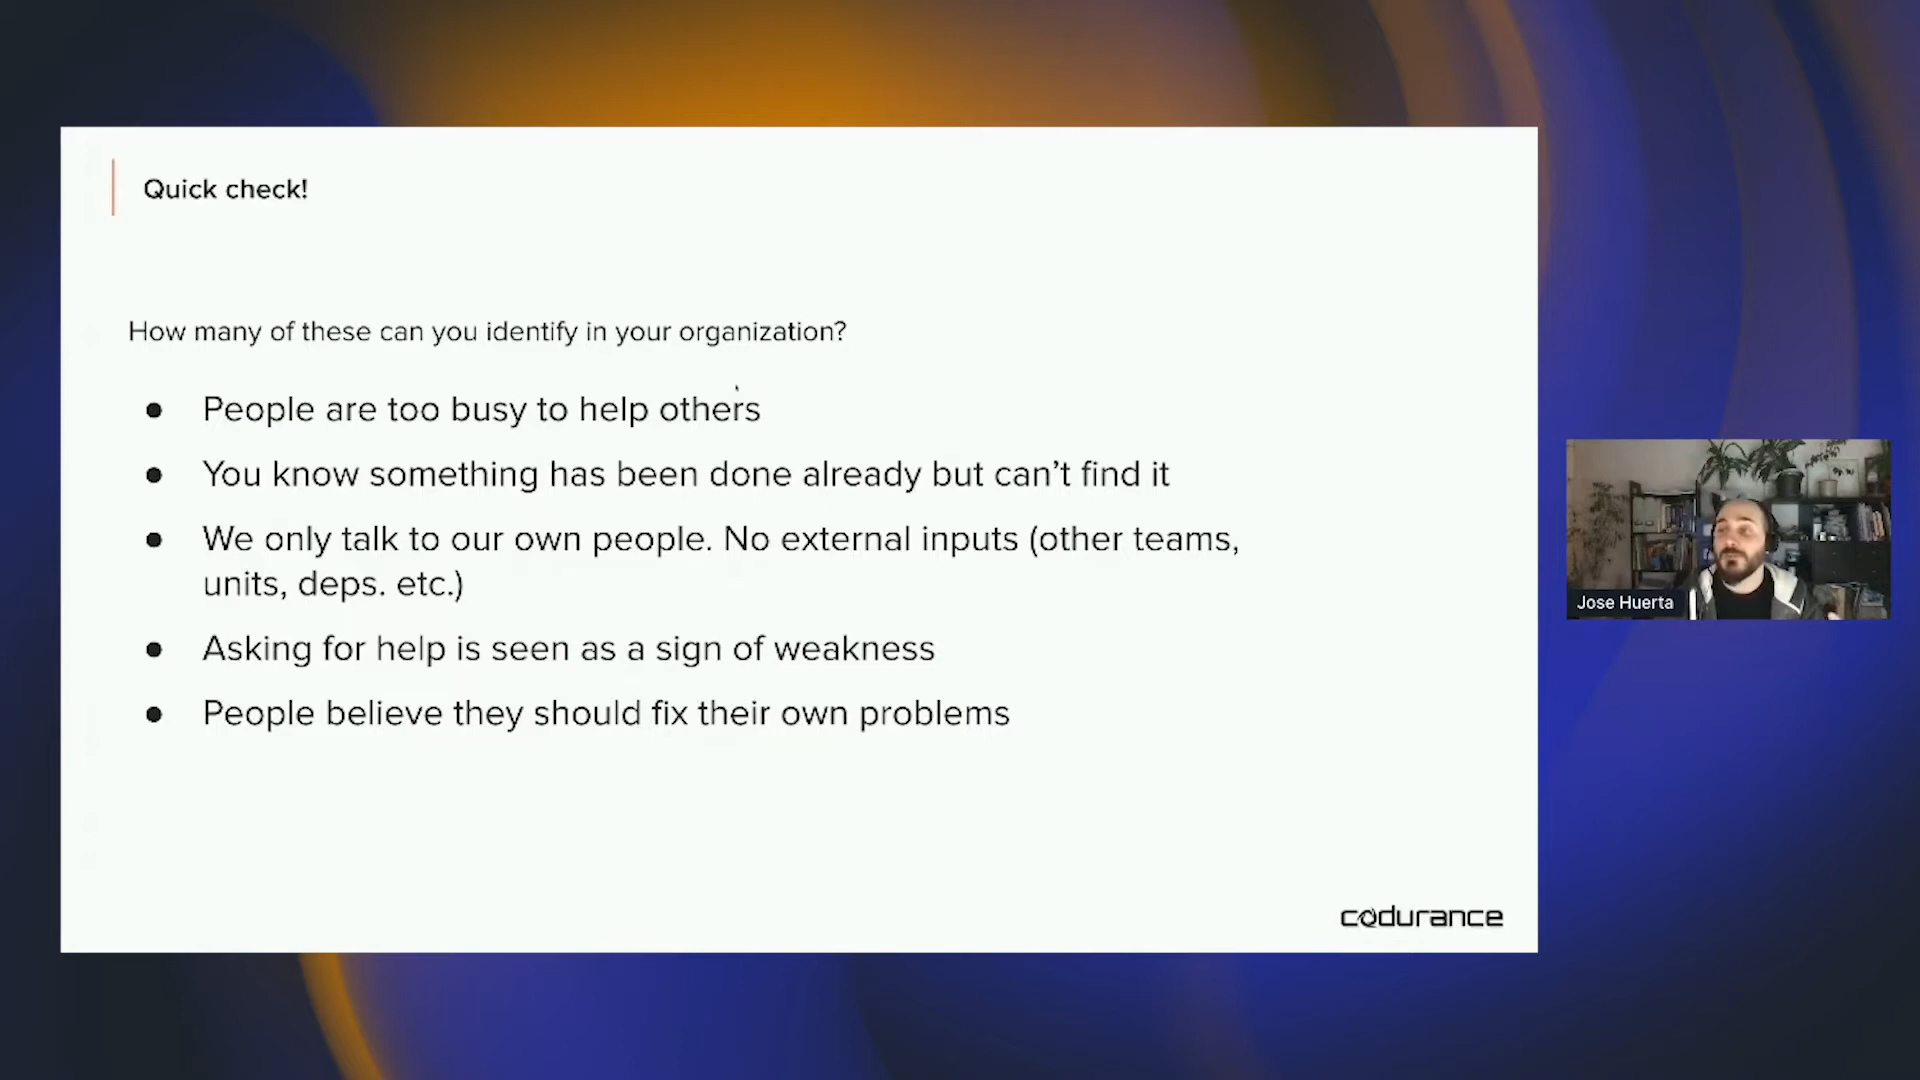 Quick check!
How many of these can you identify in your organization?
● People are too busy to help others
● You know something has been done already but can’t find it
● We only talk to our own people. No external inputs (other teams,
units, deps. etc.)
● Asking for help is seen as a sign of weakness
● People believe they should fix their own problems
Jose Huerta
codurance